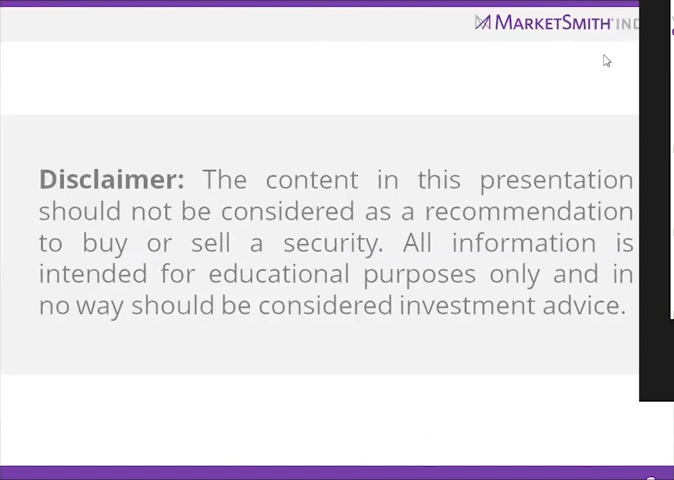 MARKETSMITH IND
Disclaimer: The content in this presentation
should not be considered as a recommendation
to buy or sell a security. All information is
intended for educational purposes only and in
no way should be considered investment advice.